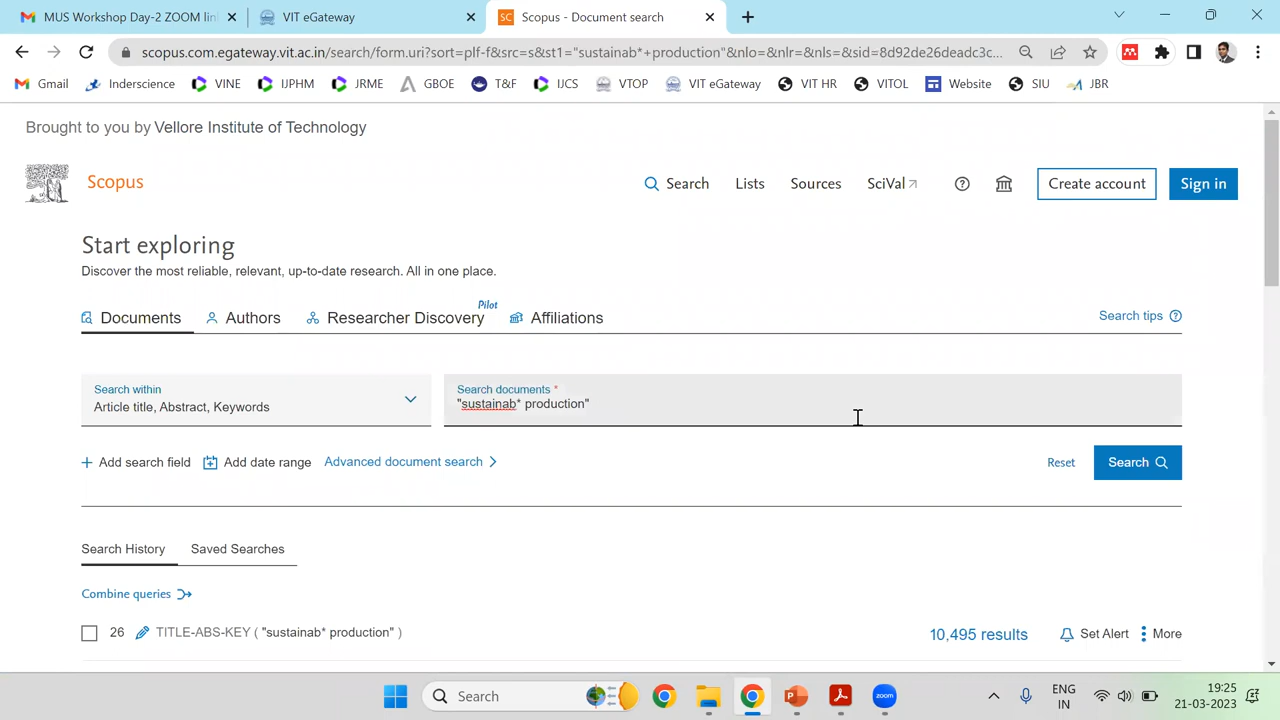 MUS Workshop Day-2 ZOOM lin
VIT eGateway
Scopus - Document search
scopus.com.egateway.vit.ac.in/search/form.uri?sort=plf-f&src=s&st1="sustainab*+production"&nlo=&nlr=&nls=&sid=8d92de26deadc3c...
Gmail
Inderscience
VINE
IJPHM
JRME
GBOE
T&F
IJCS
VTOP
VIT eGateway
VIT HR
VITOL
Website
SIU
JBR
Brought to you by Vellore Institute of Technology
Scopus
Search
Lists
Sources
SciVal
Create account
Sign in
Start exploring
Discover the most reliable, relevant, up-to-date research. All in one place.
Documents
Authors
Researcher Discovery
Pilot
Affiliations
Search tips
Search within
Article title, Abstract, Keywords
Search documents *
"sustainab* production"
Add search field
Add date range
Advanced document search
Reset
Search
Search History
Saved Searches
Combine queries
26
TITLE-ABS-KEY ( "sustainab* production" )
10,495 results
Set Alert
More
Search
zoom
ENG
IN
19:25
21-03-2023